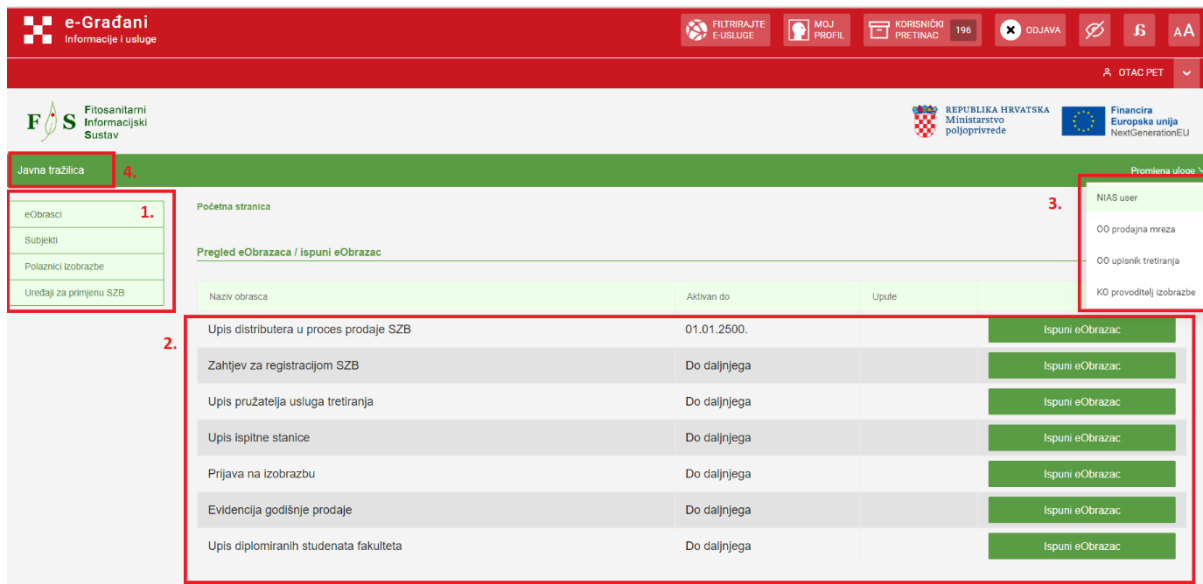 e-Građani
Informacije i usluge
FILTRIRAJTE
E-USLUGE
MOJ
PROFIL
KORISNIČKI
PRETINAC
196
ODJAVA
AA
OTAC PET
F S
Fitosanitarni
Informacijski
Sustav
REPUBLIKA HRVATSKA
Ministarstvo
poljoprivrede
Financira
Europska unija
NextGenerationEU
Javna tražilica
4.
Promjena uloge
1.
eObrasci
Subjekti
Polaznici izobrazbe
Uređaji za primjenu SZB
Početna stranica
3.
NIAS user
OO prodajna mreza
OO upisnik tretiranja
KO provoditelj izobrazbe
Pregled eObrazaca / ispuni eObrazac
Naziv obrasca Aktivan do Upute
2.
Upis distributera u proces prodaje SZB 01.01.2500. Ispuni eObrazac
Zahtjev za registracijom SZB Do daljnjega Ispuni eObrazac
Upis pružatelja usluga tretiranja Do daljnjega Ispuni eObrazac
Upis ispitne stanice Do daljnjega Ispuni eObrazac
Prijava na izobrazbu Do daljnjega Ispuni eObrazac
Evidencija godišnje prodaje Do daljnjega Ispuni eObrazac
Upis diplomiranih studenata fakulteta Do daljnjega Ispuni eObrazac